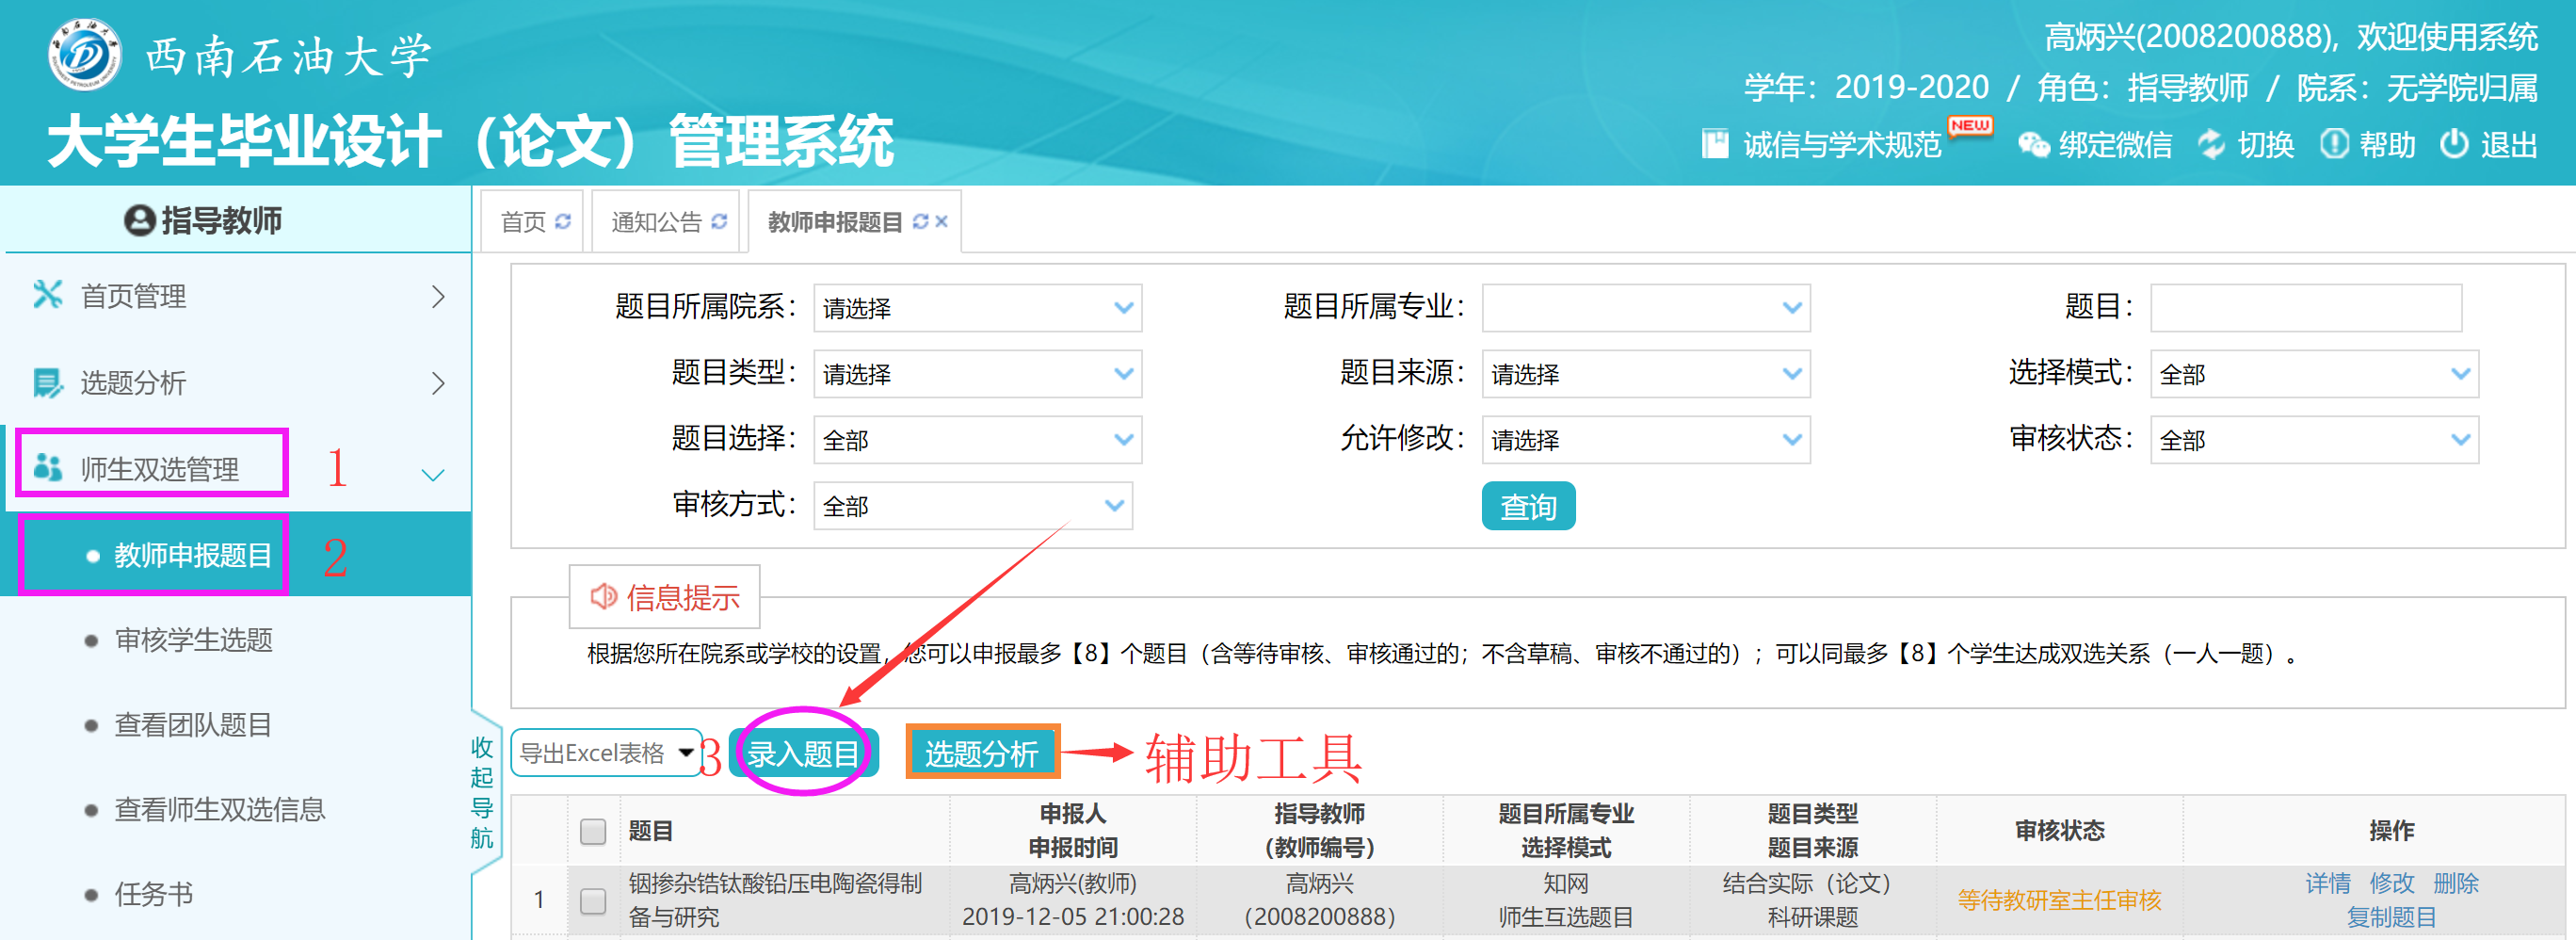 西南石油大学
大学生毕业设计（论文）管理系统
高炳兴(2008200888)，欢迎使用系统
学年：2019-2020 / 角色：指导教师 / 院系：无学院归属
诚信与学术规范 NEW 绑定微信 切换 帮助 退出
指导教师
首页管理
选题分析
师生双选管理 1
教师申报题目 2
审核学生选题
查看团队题目
查看师生双选信息
任务书
收起导航
首页 通知公告 教师申报题目
题目所属院系： 请选择 题目所属专业： 题目：
题目类型： 请选择 题目来源： 请选择 选择模式： 全部
题目选择： 全部 允许修改： 请选择 审核状态： 全部
审核方式： 全部 查询
信息提示
根据您所在院系或学校的设置，您可以申报最多【8】个题目（含等待审核、审核通过的；不含草稿、审核不通过的）；可以同最多【8】个学生达成双选关系（一人一题）。
导出Excel表格 3 录入题目 选题分析 辅助工具
题目 申报人 指导教师 题目所属专业 题目类型 审核状态 操作
申报时间 （教师编号） 选择模式 题目来源
1 铟掺杂锆钛酸铅压电陶瓷得制 高炳兴(教师) 高炳兴 知网 结合实际（论文） 等待教研室主任审核 详情 修改 删除
备与研究 2019-12-05 21:00:28 （2008200888） 师生互选题目 科研课题 复制题目